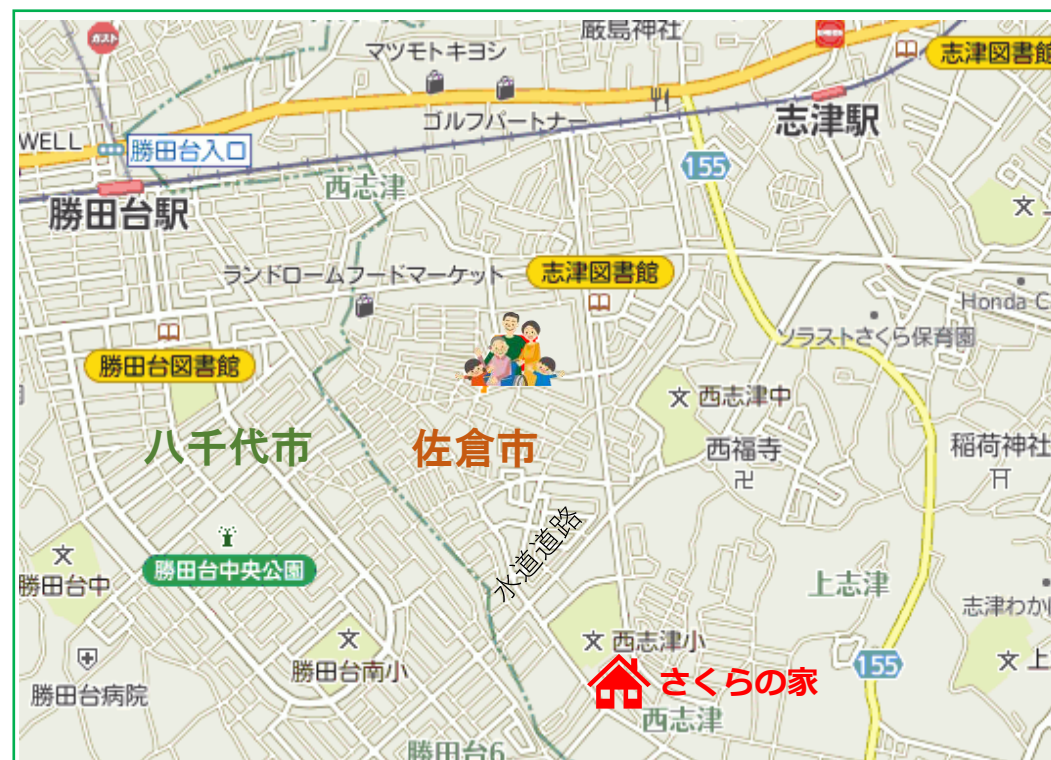 ガスト
厳島神社
マツモトキヨシ
志津図書館
ゴルフパートナー
志津駅
WELL
勝田台入口
155
西志津
勝田台駅
ランドロームフードマーケット
志津図書館
Honda C
ソラストさくら保育園
勝田台図書館
西志津中
八千代市
佐倉市
西福寺
稲荷神社
水道道路
勝田台中央公園
勝田台中
上志津
志津わか
西志津小
勝田台南小
155
上
さくらの家
勝田台病院
西志津
勝田台6